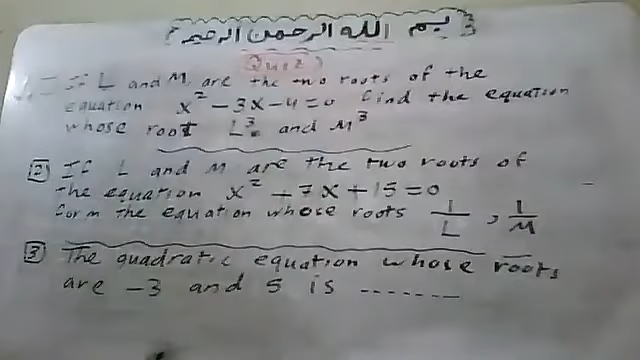 بسم الله الرحمن الرحيم
Quiz
1 - If L and M are the two roots of the
equation x² - 3x - 4 = 0 find the equation
whose root L³ and M³
2 If L and M are the two roots of
the equation x² + 7x + 15 = 0
form the equation whose roots 1/L , 1/M
3 The quadratic equation whose roots
are -3 and 5 is -------